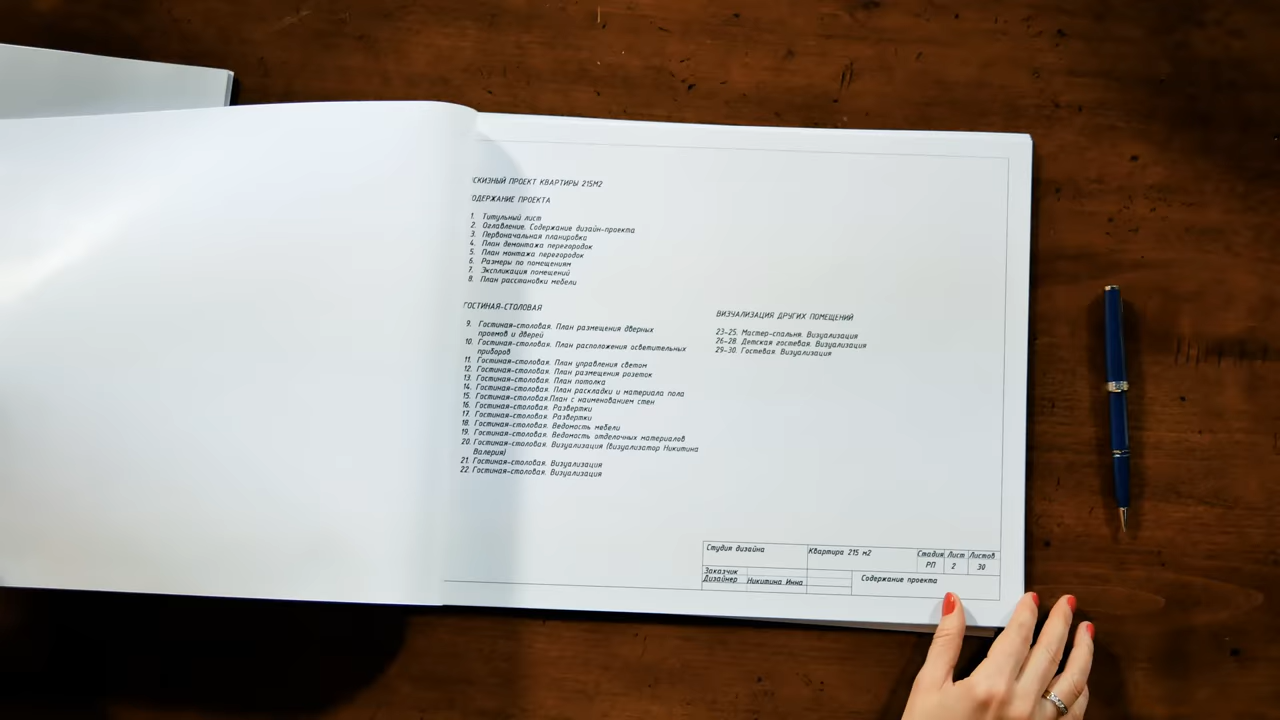 СКИЗНЫЙ ПРОЕКТ КВАРТИРЫ 215М2
ОДЕРЖАНИЕ ПРОЕКТА
1. Титульный лист
2. Оглавление. Содержание дизайн-проекта
3. Первоначальная планировка
4. План демонтажа перегородок
5. План монтажа перегородок
6. Размеры по помещениям
7. Экспликация помещений
8. План расстановки мебели
ГОСТИНАЯ-СТОЛОВАЯ
9. Гостиная-столовая. План размещения дверных
проемов и дверей
10. Гостиная-столовая. План расположения осветительных
приборов
11. Гостиная-столовая. План управления светом
12. Гостиная-столовая. План размещения розеток
13. Гостиная-столовая. План потолка
14. Гостиная-столовая. План раскладки и материала пола
15. Гостиная-столовая.План с наименованием стен
16. Гостиная-столовая. Развертки
17. Гостиная-столовая. Развертки
18. Гостиная-столовая. Ведомость мебели
19. Гостиная-столовая. Ведомость отделочных материалов
20. Гостиная-столовая. Визуализация (визуализатор Никитина
Валерия)
21. Гостиная-столовая. Визуализация
22. Гостиная-столовая. Визуализация
ВИЗУАЛИЗАЦИЯ ДРУГИХ ПОМЕЩЕНИЙ
23-25. Мастер-спальня. Визуализация
26-28. Детская гостевая. Визуализация
29-30. Гостевая. Визуализация
Студия дизайна Квартира 215 м2 Стадия Лист Листов
РП 2 30
Заказчик
Дизайнер Никитина Инна Содержание проекта